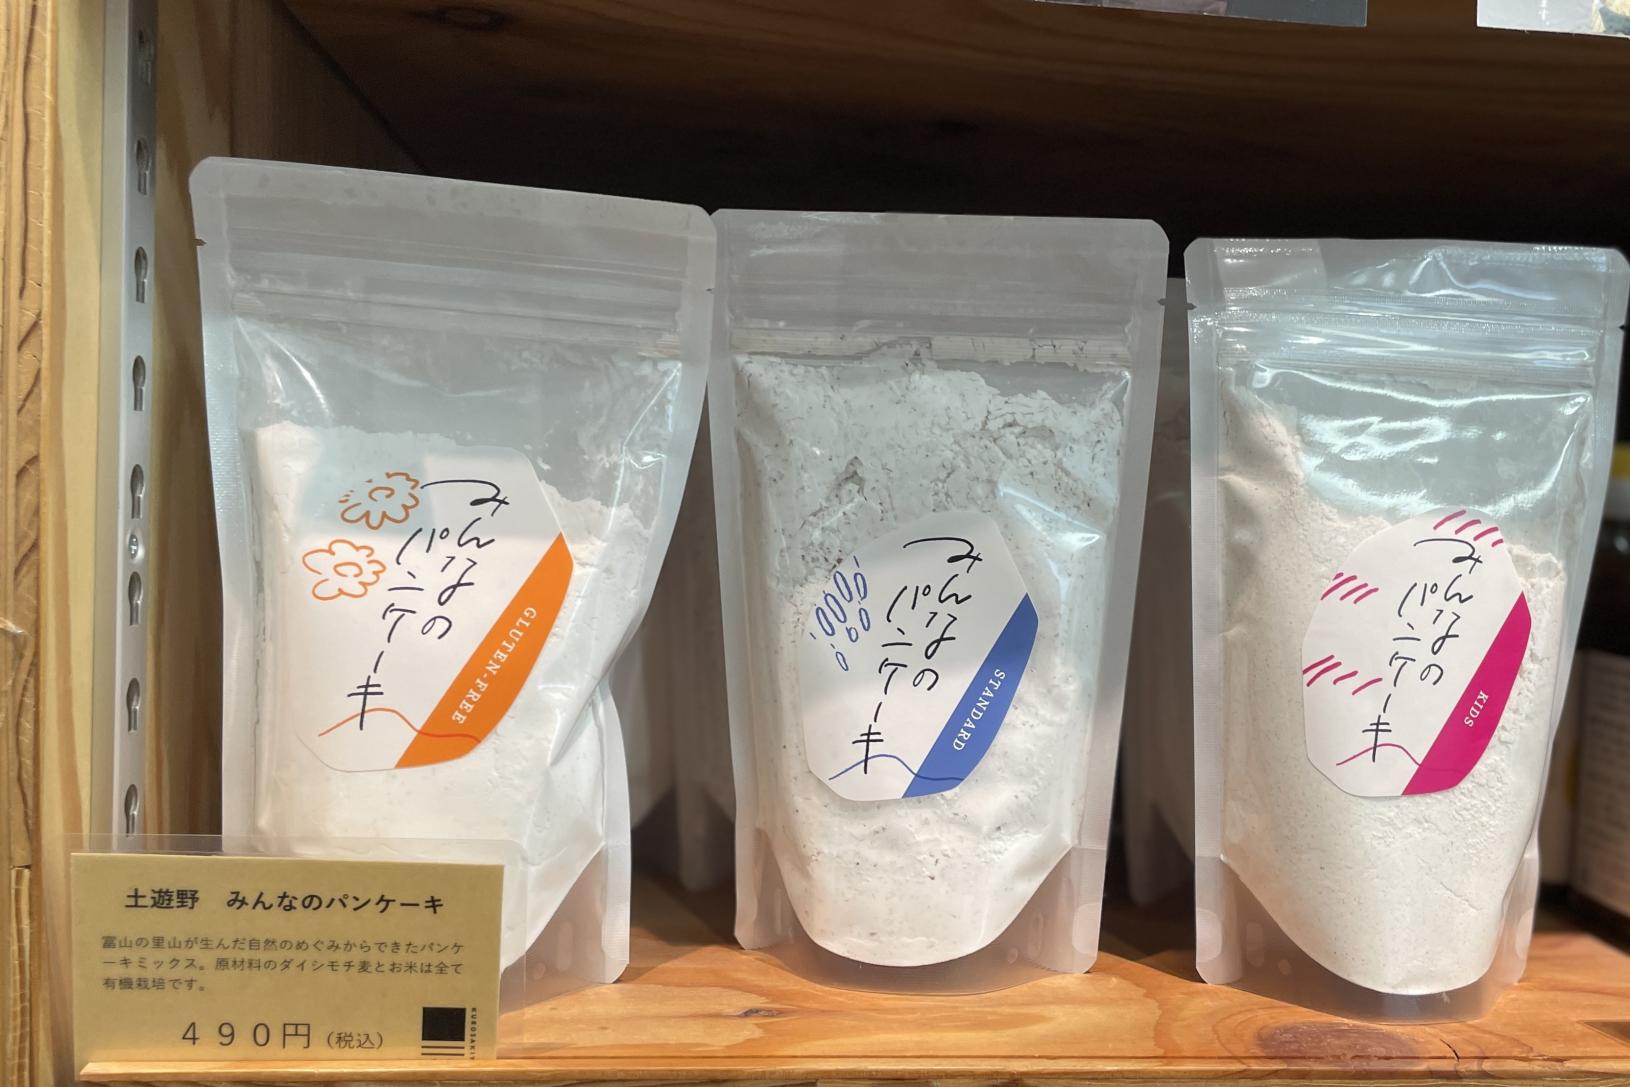 みんなの
パンケーキ
GLUTEN-FREE
みんなの
パンケーキ
STANDARD
みんなの
パンケーキ
KIDS
土遊野　みんなのパンケーキ
富山の里山が生んだ自然のめぐみからできたパンケ
ーキミックス。原材料のダイシモチ麦とお米は全て
有機栽培です。
４９０円（税込）